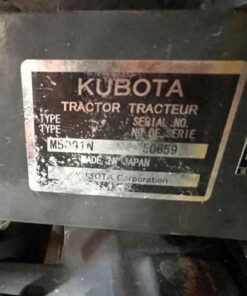 KUBOTA
TRACTOR TRACTEUR
TYPE SERIAL NO.
TYPE NO DE SERIE
M5091N 50659
MADE IN JAPAN
KUBOTA Corporation